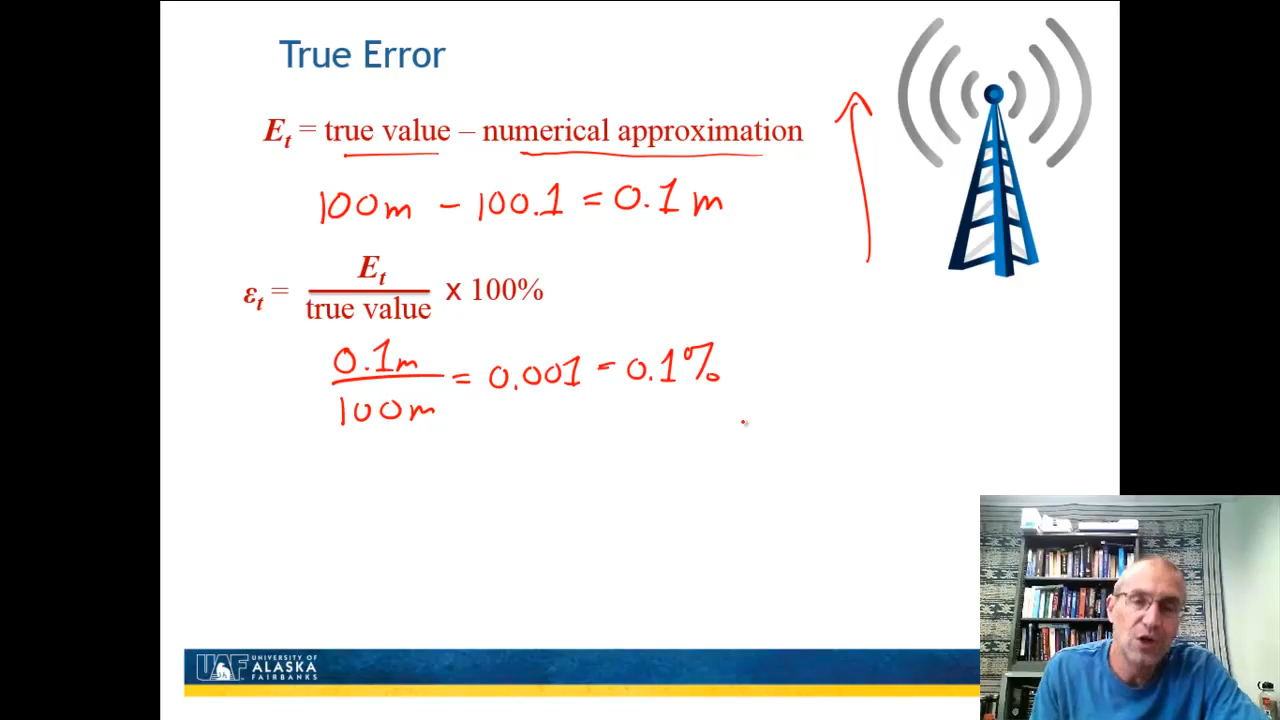 True Error
Eₜ = true value – numerical approximation
100m - 100.1 = 0.1 m
εₜ = Eₜ / true value x 100%
0.1m / 100m = 0.001 = 0.1%
UAF UNIVERSITY OF
ALASKA
FAIRBANKS